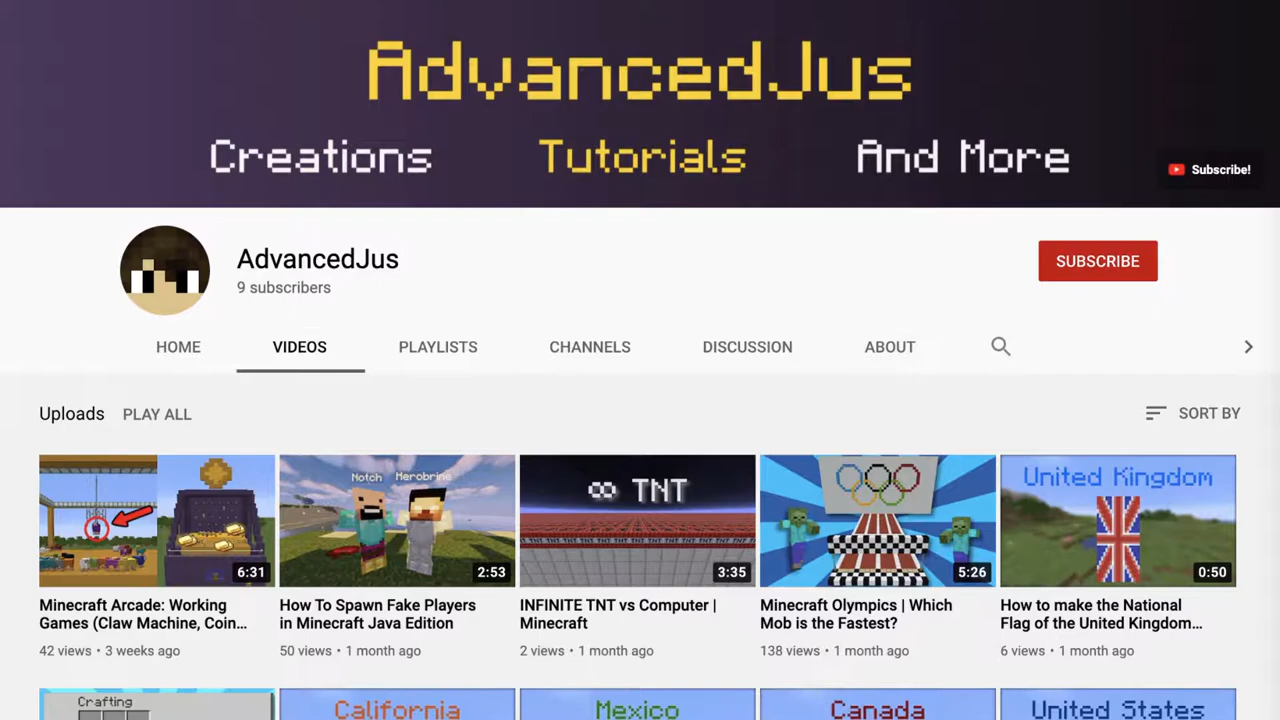 AdvancedJus
Creations Tutorials And More
Subscribe!
AdvancedJus
9 subscribers
SUBSCRIBE
HOME VIDEOS PLAYLISTS CHANNELS DISCUSSION ABOUT
Uploads PLAY ALL
SORT BY
6:31
Notch Herobrine
2:53
∞ TNT
3:35
5:26
United Kingdom
0:50
Minecraft Arcade: Working
Games (Claw Machine, Coin...
42 views • 3 weeks ago
How To Spawn Fake Players
in Minecraft Java Edition
50 views • 1 month ago
INFINITE TNT vs Computer |
Minecraft
2 views • 1 month ago
Minecraft Olympics | Which
Mob is the Fastest?
138 views • 1 month ago
How to make the National
Flag of the United Kingdom...
6 views • 1 month ago
Crafting
California
Mexico
Canada
United States